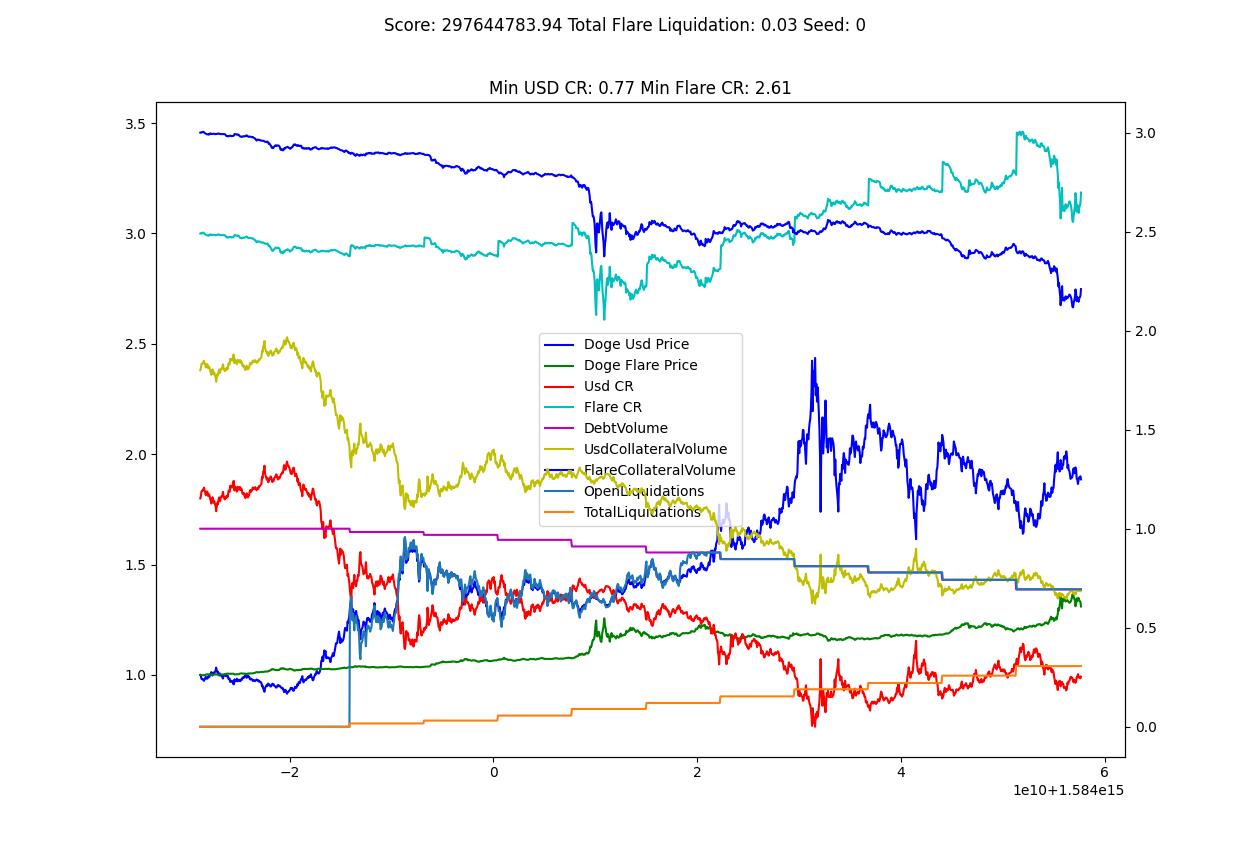 Score: 297644783.94 Total Flare Liquidation: 0.03 Seed: 0
Min USD CR: 0.77 Min Flare CR: 2.61
3.5
3.0
2.5
2.0
1.5
1.0
3.0
2.5
2.0
1.5
1.0
0.5
0.0
Doge Usd Price
Doge Flare Price
Usd CR
Flare CR
DebtVolume
UsdCollateralVolume
FlareCollateralVolume
OpenLiquidations
TotalLiquidations
−2 0 2 4 6
1e10+1.584e15